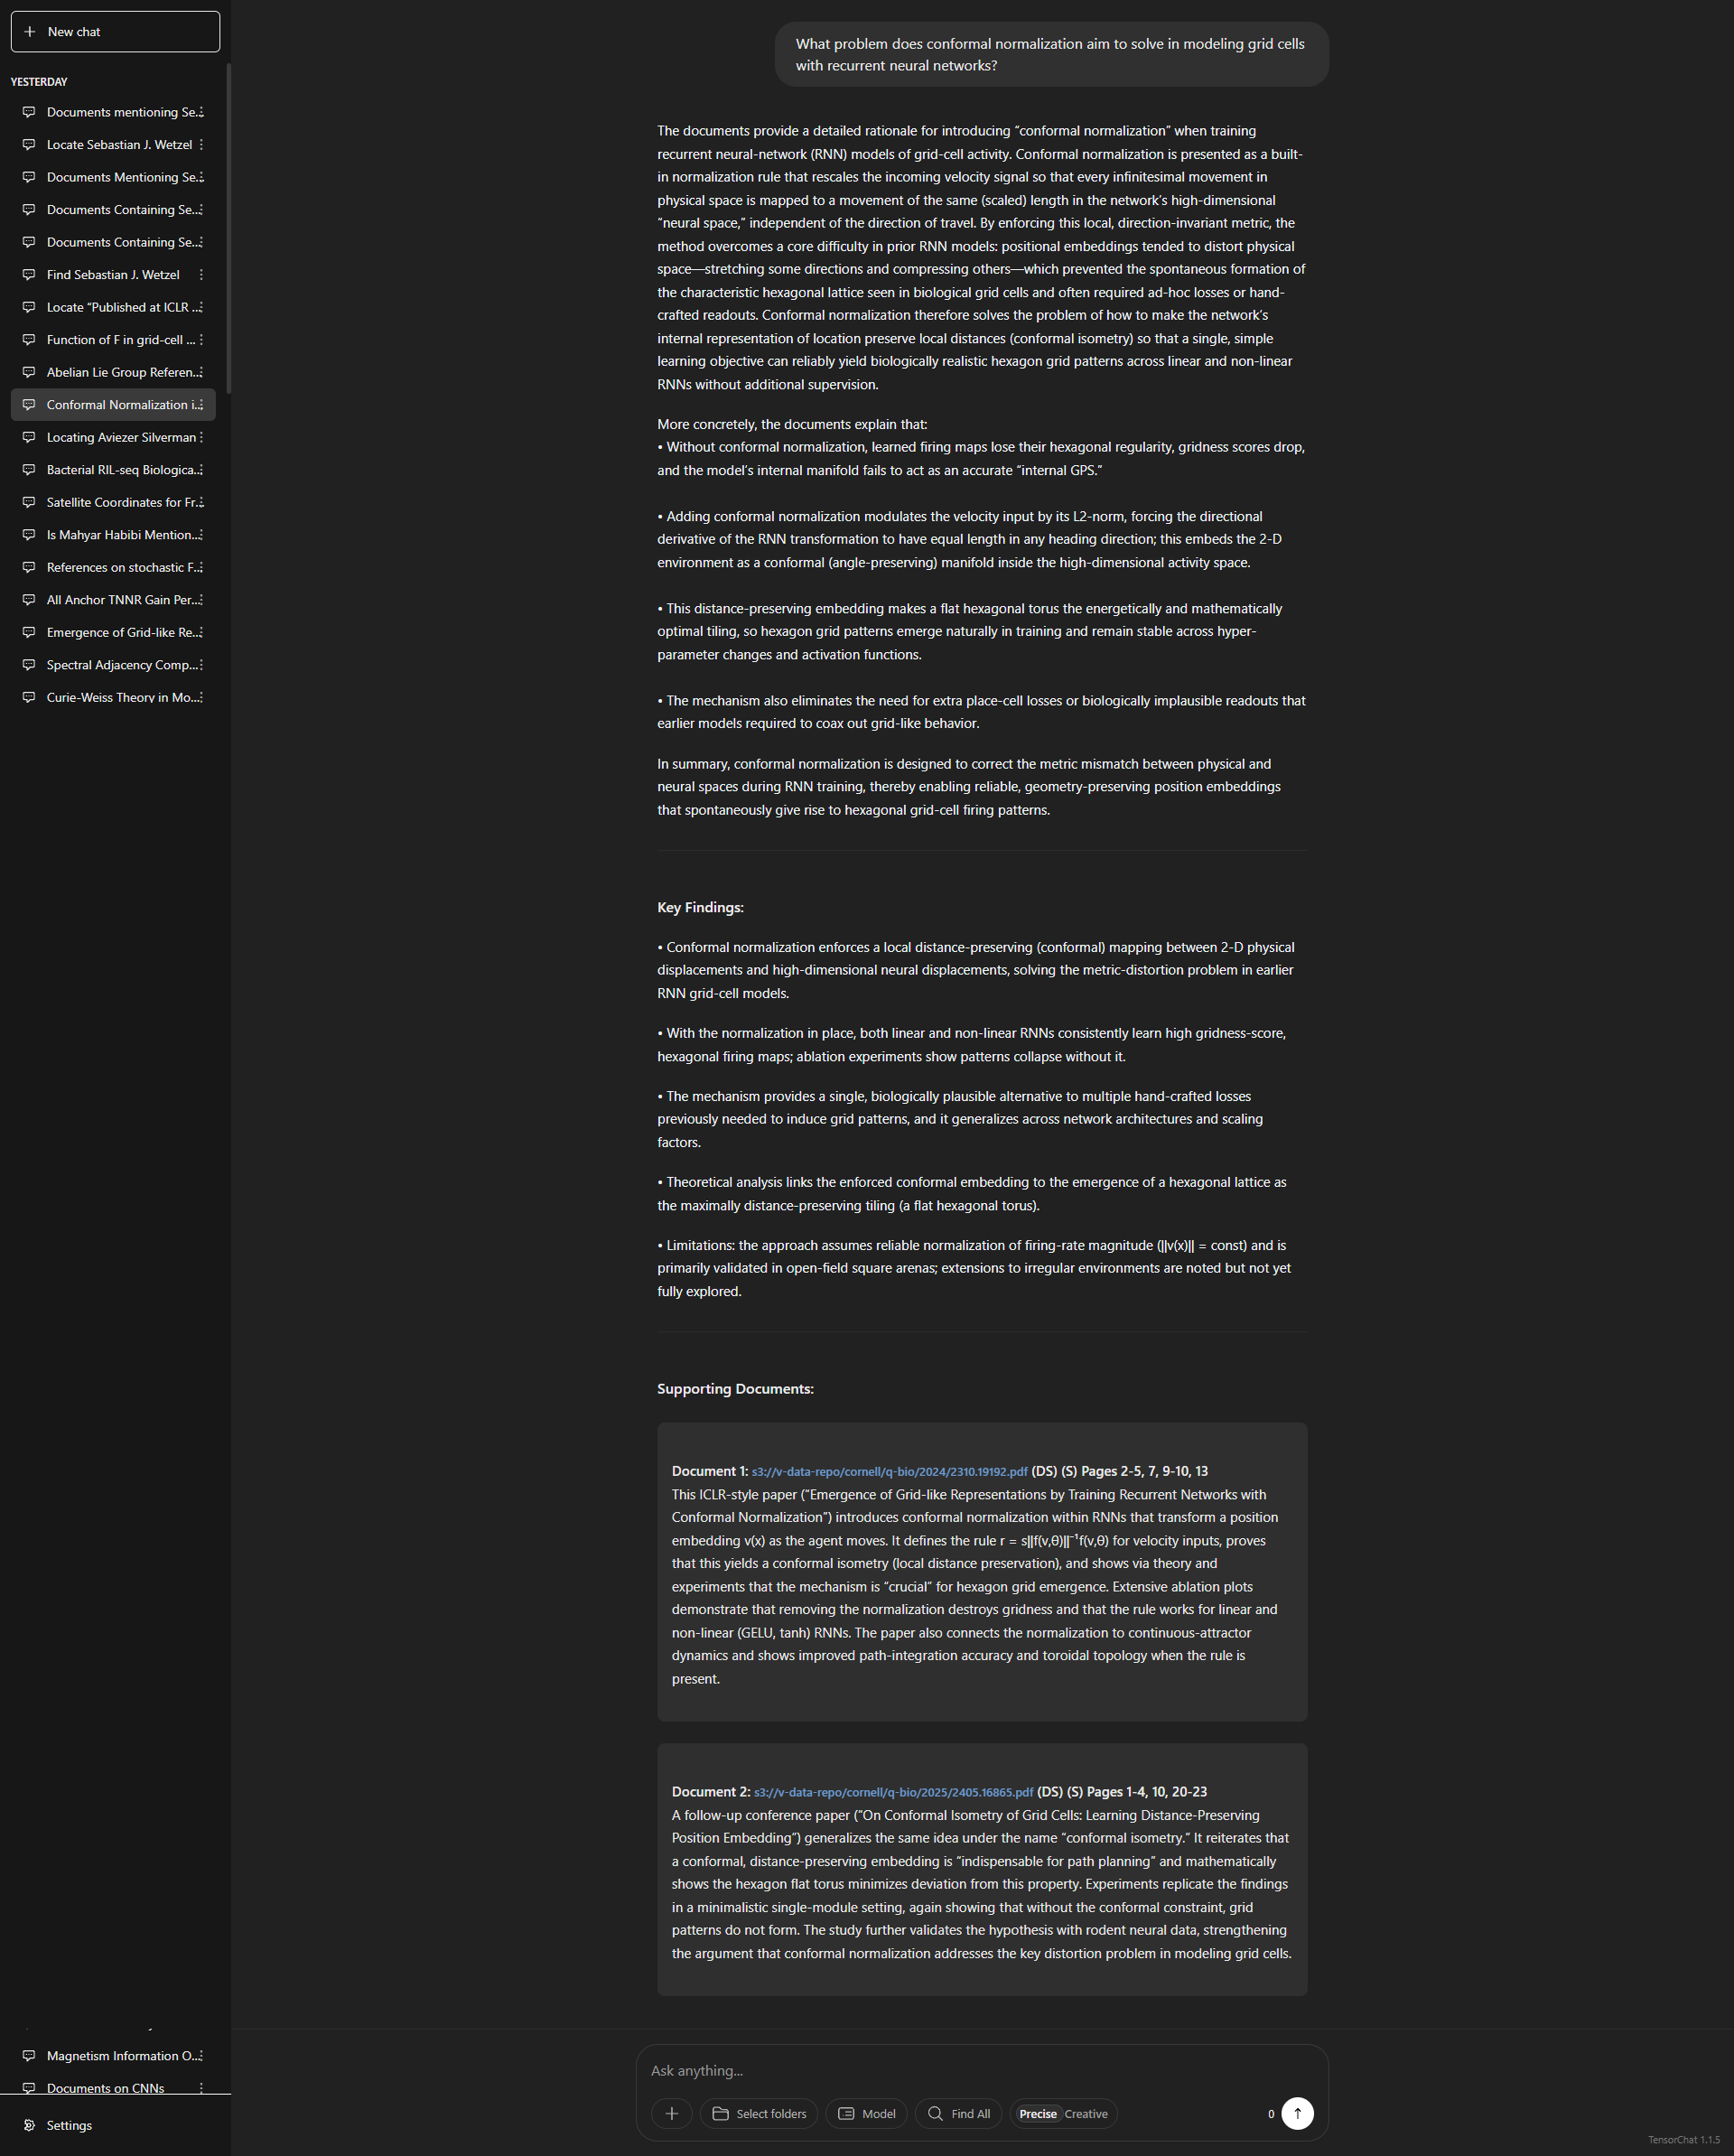 New chat
YESTERDAY
Documents mentioning Se...
Locate Sebastian J. Wetzel
Documents Mentioning Se...
Documents Containing Se...
Documents Containing Se...
Find Sebastian J. Wetzel
Locate "Published at ICLR ...
Function of F in grid-cell ...
Abelian Lie Group Referen...
Conformal Normalization i...
Locating Aviezer Silverman
Bacterial RIL-seq Biologica...
Satellite Coordinates for Fr...
Is Mahyar Habibi Mention...
References on stochastic F...
All Anchor TNNR Gain Per...
Emergence of Grid-like Re...
Spectral Adjacency Comp...
Curie-Weiss Theory in Mo...
Magnetism Information O...
Documents on CNNs
Settings
What problem does conformal normalization aim to solve in modeling grid cells
with recurrent neural networks?
The documents provide a detailed rationale for introducing “conformal normalization” when training
recurrent neural-network (RNN) models of grid-cell activity. Conformal normalization is presented as a built-
in normalization rule that rescales the incoming velocity signal so that every infinitesimal movement in
physical space is mapped to a movement of the same (scaled) length in the network’s high-dimensional
“neural space,” independent of the direction of travel. By enforcing this local, direction-invariant metric, the
method overcomes a core difficulty in prior RNN models: positional embeddings tended to distort physical
space—stretching some directions and compressing others—which prevented the spontaneous formation of
the characteristic hexagonal lattice seen in biological grid cells and often required ad-hoc losses or hand-
crafted readouts. Conformal normalization therefore solves the problem of how to make the network’s
internal representation of location preserve local distances (conformal isometry) so that a single, simple
learning objective can reliably yield biologically realistic hexagon grid patterns across linear and non-linear
RNNs without additional supervision.
More concretely, the documents explain that:
• Without conformal normalization, learned firing maps lose their hexagonal regularity, gridness scores drop,
and the model’s internal manifold fails to act as an accurate “internal GPS.”
• Adding conformal normalization modulates the velocity input by its L2-norm, forcing the directional
derivative of the RNN transformation to have equal length in any heading direction; this embeds the 2-D
environment as a conformal (angle-preserving) manifold inside the high-dimensional activity space.
• This distance-preserving embedding makes a flat hexagonal torus the energetically and mathematically
optimal tiling, so hexagon grid patterns emerge naturally in training and remain stable across hyper-
parameter changes and activation functions.
• The mechanism also eliminates the need for extra place-cell losses or biologically implausible readouts that
earlier models required to coax out grid-like behavior.
In summary, conformal normalization is designed to correct the metric mismatch between physical and
neural spaces during RNN training, thereby enabling reliable, geometry-preserving position embeddings
that spontaneously give rise to hexagonal grid-cell firing patterns.
Key Findings:
• Conformal normalization enforces a local distance-preserving (conformal) mapping between 2-D physical
displacements and high-dimensional neural displacements, solving the metric-distortion problem in earlier
RNN grid-cell models.
• With the normalization in place, both linear and non-linear RNNs consistently learn high gridness-score,
hexagonal firing maps; ablation experiments show patterns collapse without it.
• The mechanism provides a single, biologically plausible alternative to multiple hand-crafted losses
previously needed to induce grid patterns, and it generalizes across network architectures and scaling
factors.
• Theoretical analysis links the enforced conformal embedding to the emergence of a hexagonal lattice as
the maximally distance-preserving tiling (a flat hexagonal torus).
• Limitations: the approach assumes reliable normalization of firing-rate magnitude (||v(x)|| = const) and is
primarily validated in open-field square arenas; extensions to irregular environments are noted but not yet
fully explored.
Supporting Documents:
Document 1: s3://v-data-repo/cornell/q-bio/2024/2310.19192.pdf (DS) (S) Pages 2-5, 7, 9-10, 13
This ICLR-style paper (“Emergence of Grid-like Representations by Training Recurrent Networks with
Conformal Normalization”) introduces conformal normalization within RNNs that transform a position
embedding v(x) as the agent moves. It defines the rule r = s||f(v,θ)||⁻¹f(v,θ) for velocity inputs, proves
that this yields a conformal isometry (local distance preservation), and shows via theory and
experiments that the mechanism is “crucial” for hexagon grid emergence. Extensive ablation plots
demonstrate that removing the normalization destroys gridness and that the rule works for linear and
non-linear (GELU, tanh) RNNs. The paper also connects the normalization to continuous-attractor
dynamics and shows improved path-integration accuracy and toroidal topology when the rule is
present.
Document 2: s3://v-data-repo/cornell/q-bio/2025/2405.16865.pdf (DS) (S) Pages 1-4, 10, 20-23
A follow-up conference paper (“On Conformal Isometry of Grid Cells: Learning Distance-Preserving
Position Embedding”) generalizes the same idea under the name “conformal isometry.” It reiterates that
a conformal, distance-preserving embedding is “indispensable for path planning” and mathematically
shows the hexagon flat torus minimizes deviation from this property. Experiments replicate the findings
in a minimalistic single-module setting, again showing that without the conformal constraint, grid
patterns do not form. The study further validates the hypothesis with rodent neural data, strengthening
the argument that conformal normalization addresses the key distortion problem in modeling grid cells.
Ask anything...
Select folders
Model
Find All
Precise Creative
0
TensorChat 1.1.5